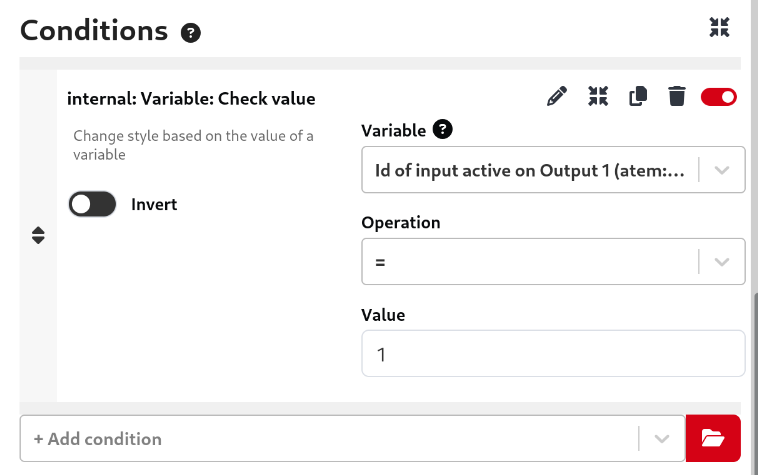 Conditions ?
internal: Variable: Check value
Change style based on the value of a
variable
Invert
Variable ?
Id of input active on Output 1 (atem:...
Operation
=
Value
1
+ Add condition